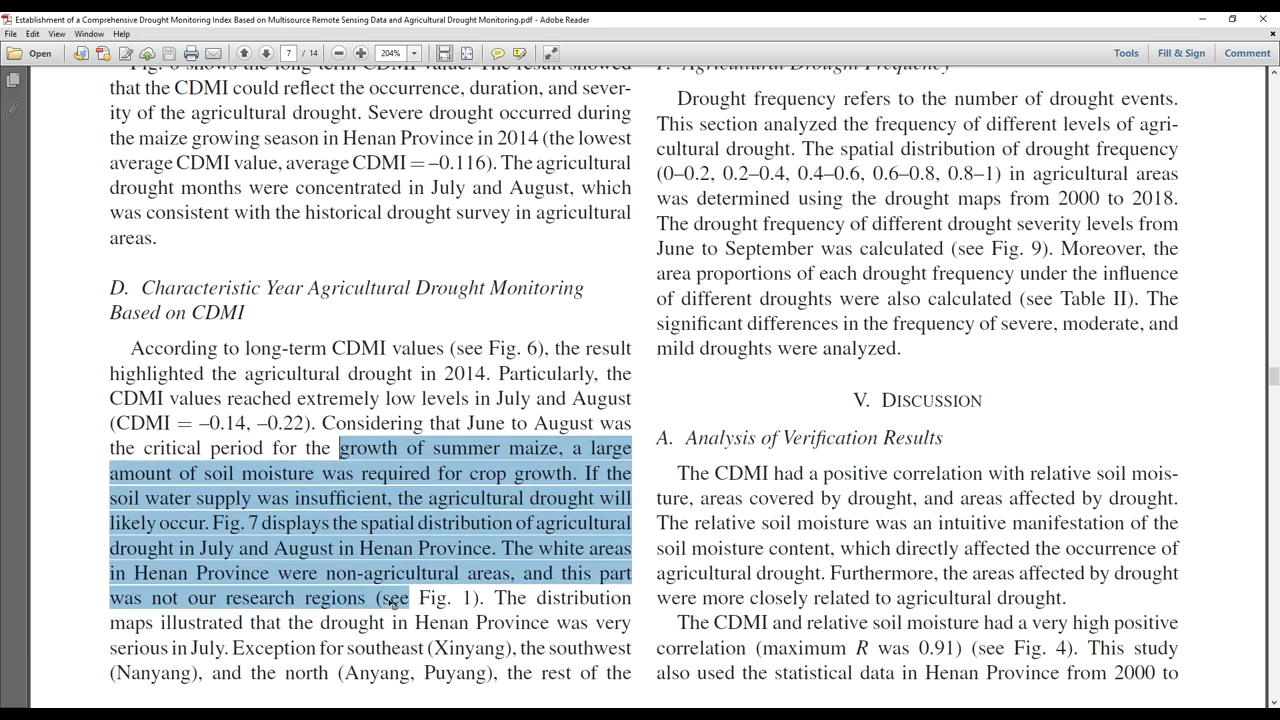 Establishment of a Comprehensive Drought Monitoring Index Based on Multisource Remote Sensing Data and Agricultural Drought Monitoring.pdf - Adobe Reader
File Edit View Window Help
Open 7 / 14 204% Tools Fill & Sign Comment
Fig. 6 shows the long-term CDMI value. The result showed
that the CDMI could reflect the occurrence, duration, and sever-
ity of the agricultural drought. Severe drought occurred during
the maize growing season in Henan Province in 2014 (the lowest
average CDMI value, average CDMI = –0.116). The agricultural
drought months were concentrated in July and August, which
was consistent with the historical drought survey in agricultural
areas.
D. Characteristic Year Agricultural Drought Monitoring
Based on CDMI
According to long-term CDMI values (see Fig. 6), the result
highlighted the agricultural drought in 2014. Particularly, the
CDMI values reached extremely low levels in July and August
(CDMI = –0.14, –0.22). Considering that June to August was
the critical period for the growth of summer maize, a large
amount of soil moisture was required for crop growth. If the
soil water supply was insufficient, the agricultural drought will
likely occur. Fig. 7 displays the spatial distribution of agricultural
drought in July and August in Henan Province. The white areas
in Henan Province were non-agricultural areas, and this part
was not our research regions (see Fig. 1). The distribution
maps illustrated that the drought in Henan Province was very
serious in July. Exception for southeast (Xinyang), the southwest
(Nanyang), and the north (Anyang, Puyang), the rest of the
F. Agricultural Drought Frequency
Drought frequency refers to the number of drought events.
This section analyzed the frequency of different levels of agri-
cultural drought. The spatial distribution of drought frequency
(0–0.2, 0.2–0.4, 0.4–0.6, 0.6–0.8, 0.8–1) in agricultural areas
was determined using the drought maps from 2000 to 2018.
The drought frequency of different drought severity levels from
June to September was calculated (see Fig. 9). Moreover, the
area proportions of each drought frequency under the influence
of different droughts were also calculated (see Table II). The
significant differences in the frequency of severe, moderate, and
mild droughts were analyzed.
V. DISCUSSION
A. Analysis of Verification Results
The CDMI had a positive correlation with relative soil mois-
ture, areas covered by drought, and areas affected by drought.
The relative soil moisture was an intuitive manifestation of the
soil moisture content, which directly affected the occurrence of
agricultural drought. Furthermore, the areas affected by drought
were more closely related to agricultural drought.
The CDMI and relative soil moisture had a very high positive
correlation (maximum R was 0.91) (see Fig. 4). This study
also used the statistical data in Henan Province from 2000 to